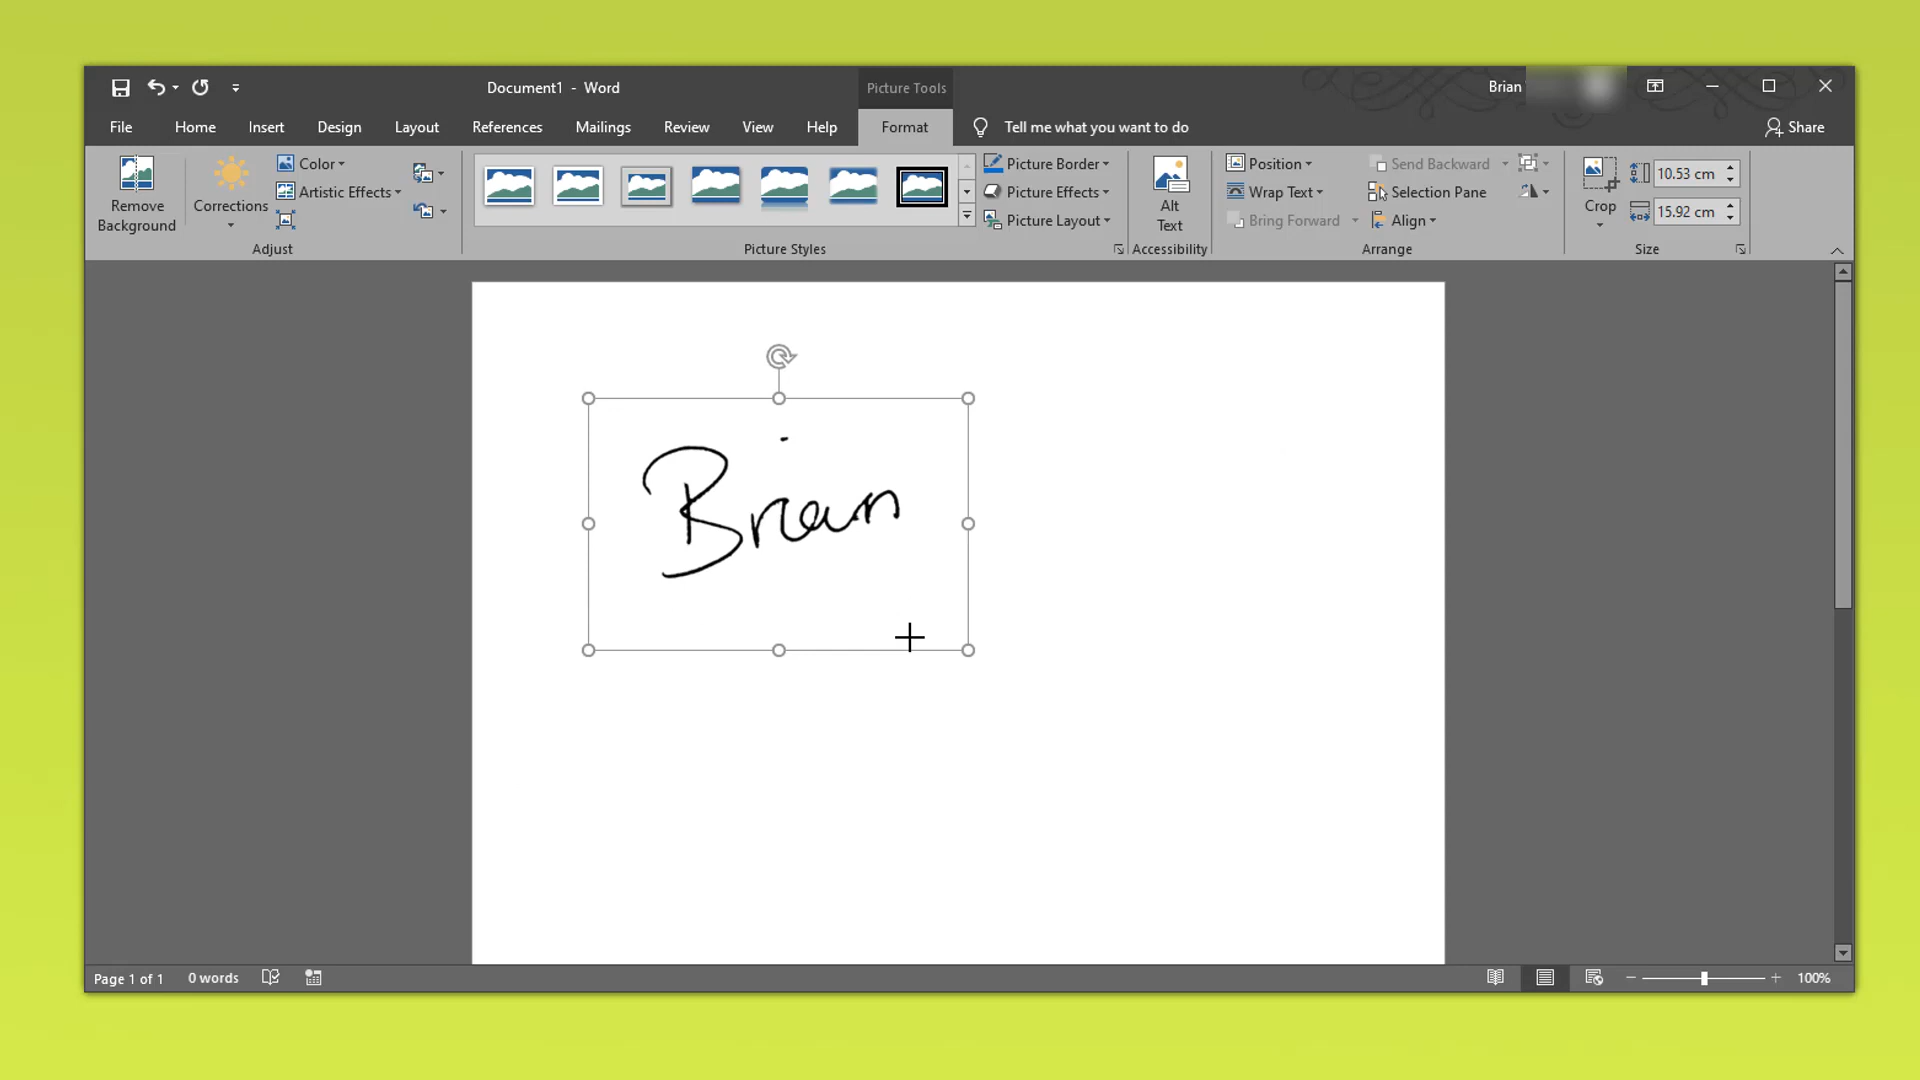 Document1 - Word
Picture Tools
Brian
File Home Insert Design Layout References Mailings Review View Help Format Tell me what you want to do Share
Remove Background
Corrections
Color
Artistic Effects
Adjust
Picture Styles
Picture Border
Picture Effects
Picture Layout
Alt Text
Accessibility
Position
Wrap Text
Bring Forward
Send Backward
Selection Pane
Align
Arrange
Crop
10.53 cm
15.92 cm
Size
Brian
Page 1 of 1 0 words 100%